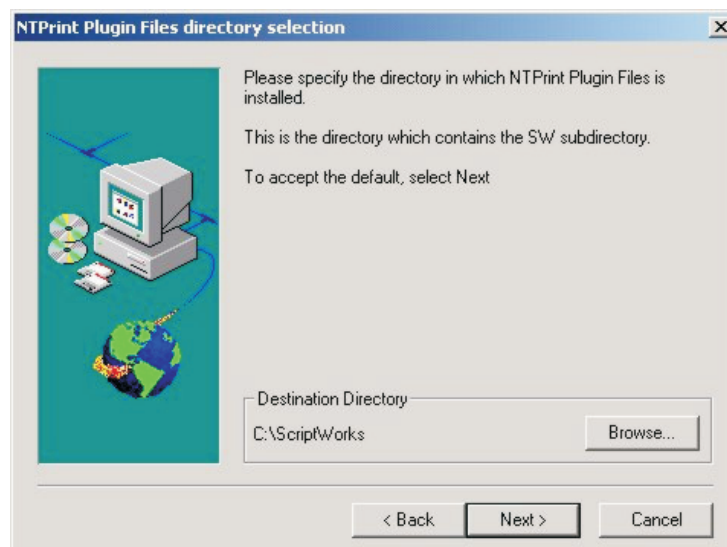 NTPrint Plugin Files directory selection
Please specify the directory in which NTPrint Plugin Files is
installed.
This is the directory which contains the SW subdirectory.
To accept the default, select Next
Destination Directory
C:\ScriptWorks
Browse...
< Back
Next >
Cancel